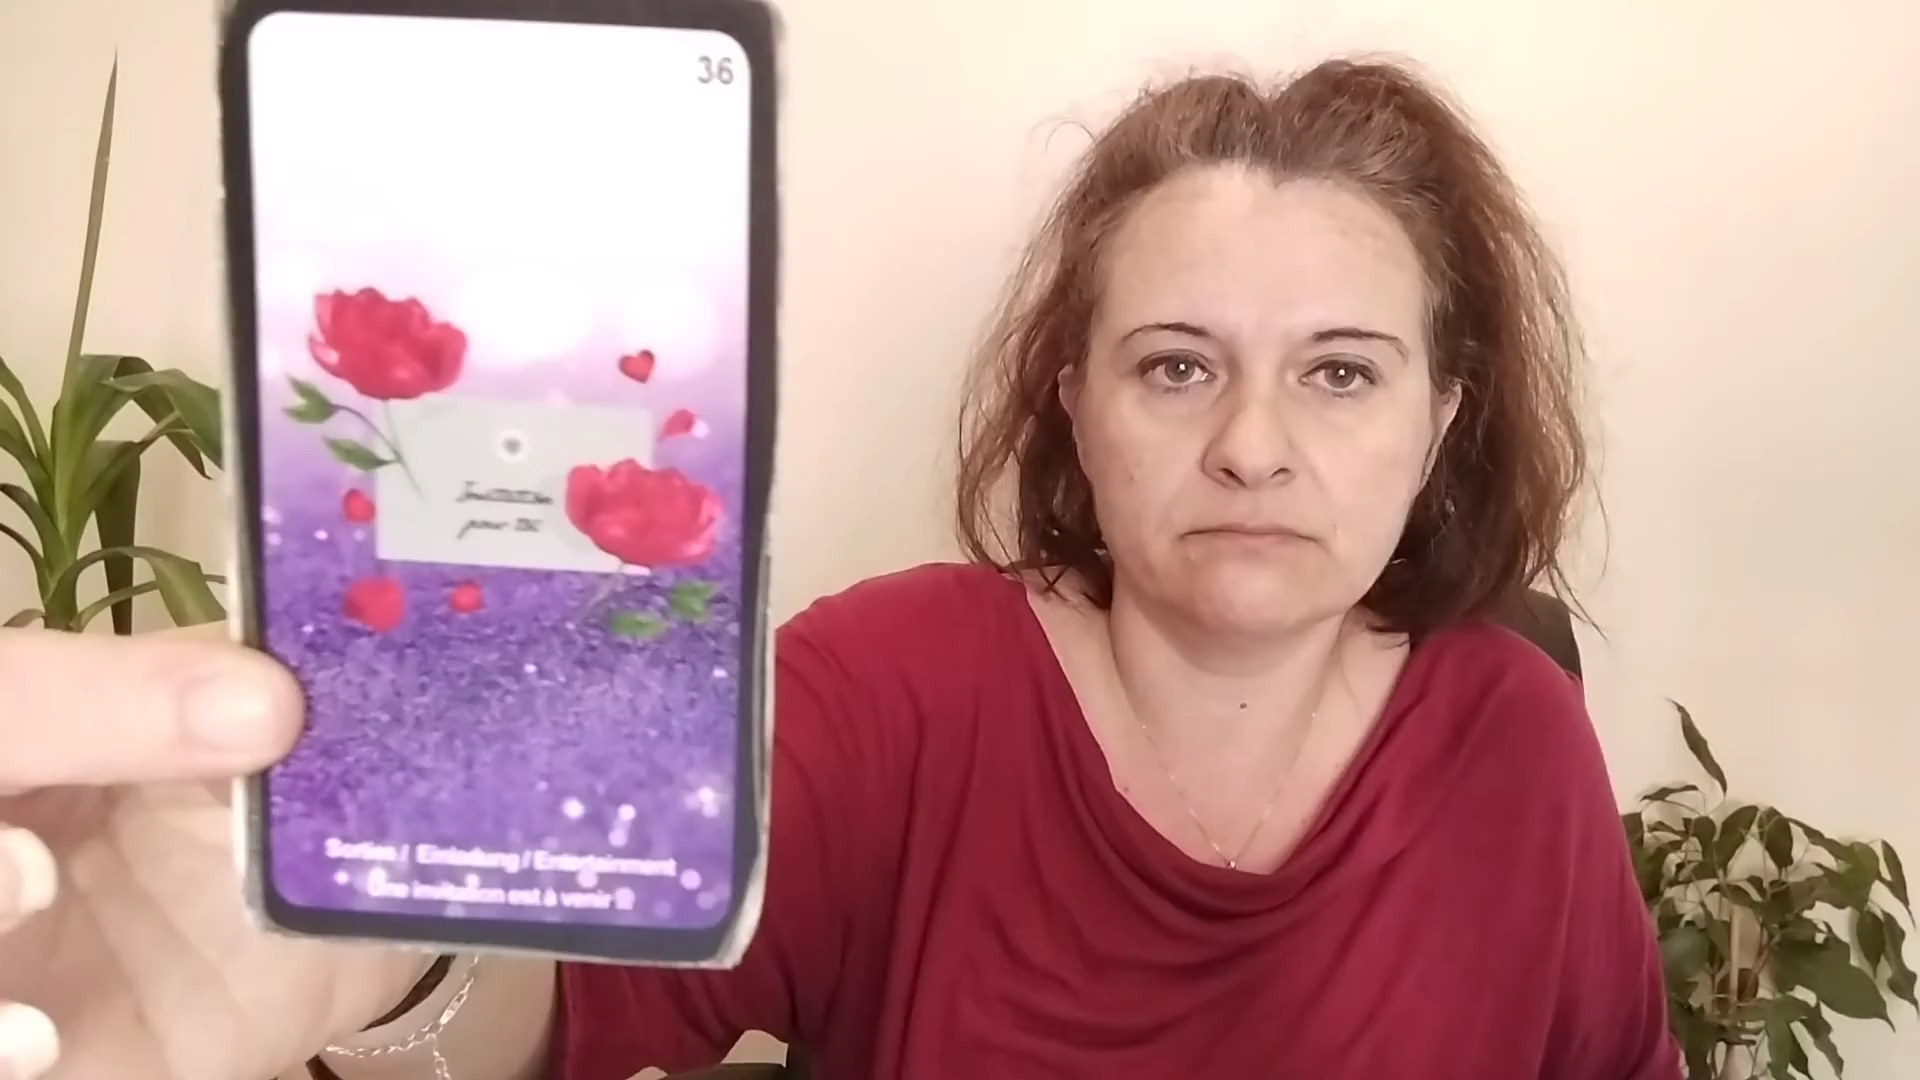 36
Invitation
pour toi
Sorties / Einladung / Entertainment
Une invitation est à venir !!